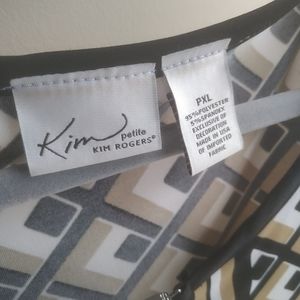 Kim
petite
KIM ROGERS®
PXL
95%POLYESTER
5%SPANDEX
EXCLUSIVE OF
DECORATION
MADE IN USA
OF IMPORTED
FABRIC